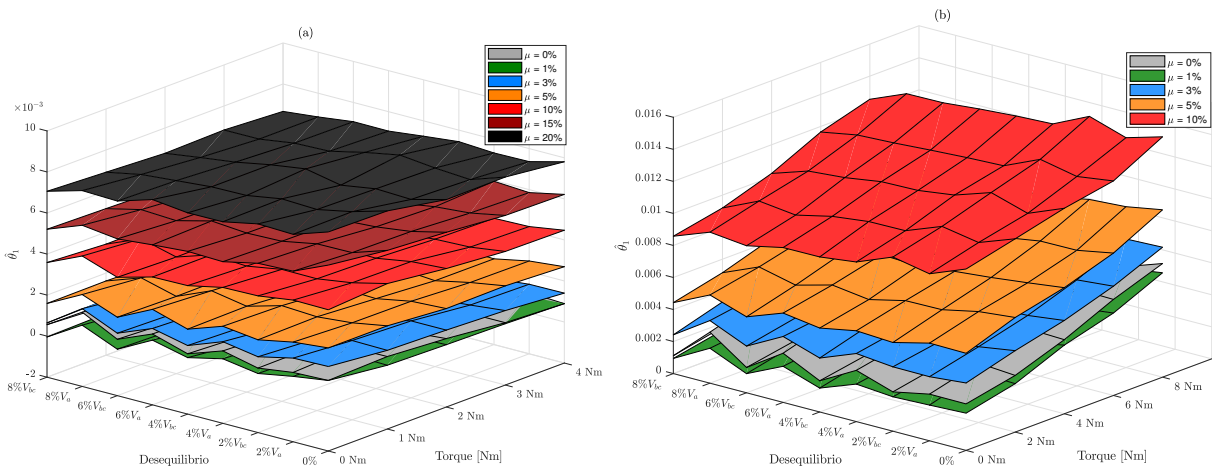 (a)
×10⁻³
10
8
6
4
2
0
-2
θ̂₁
8%V_bc
8%V_a
6%V_bc
6%V_a
4%V_bc
4%V_a
2%V_bc
2%V_a
0%
Desequilibrio
0 Nm
1 Nm
2 Nm
3 Nm
4 Nm
Torque [Nm]
μ = 0%
μ = 1%
μ = 3%
μ = 5%
μ = 10%
μ = 15%
μ = 20%
(b)
0.016
0.014
0.012
0.01
0.008
0.006
0.004
0.002
0
θ̂₁
8%V_bc
8%V_a
6%V_bc
6%V_a
4%V_bc
4%V_a
2%V_bc
2%V_a
0%
Desequilibrio
0 Nm
2 Nm
4 Nm
6 Nm
8 Nm
Torque [Nm]
μ = 0%
μ = 1%
μ = 3%
μ = 5%
μ = 10%